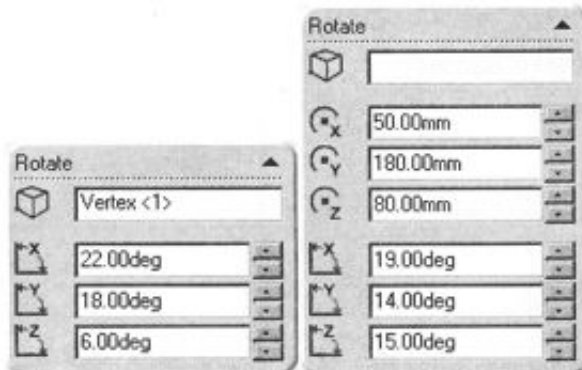 Rotate
Vertex <1>
X 22.00deg
Y 18.00deg
Z 6.00deg
Rotate
X 50.00mm
Y 180.00mm
Z 80.00mm
X 19.00deg
Y 14.00deg
Z 15.00deg